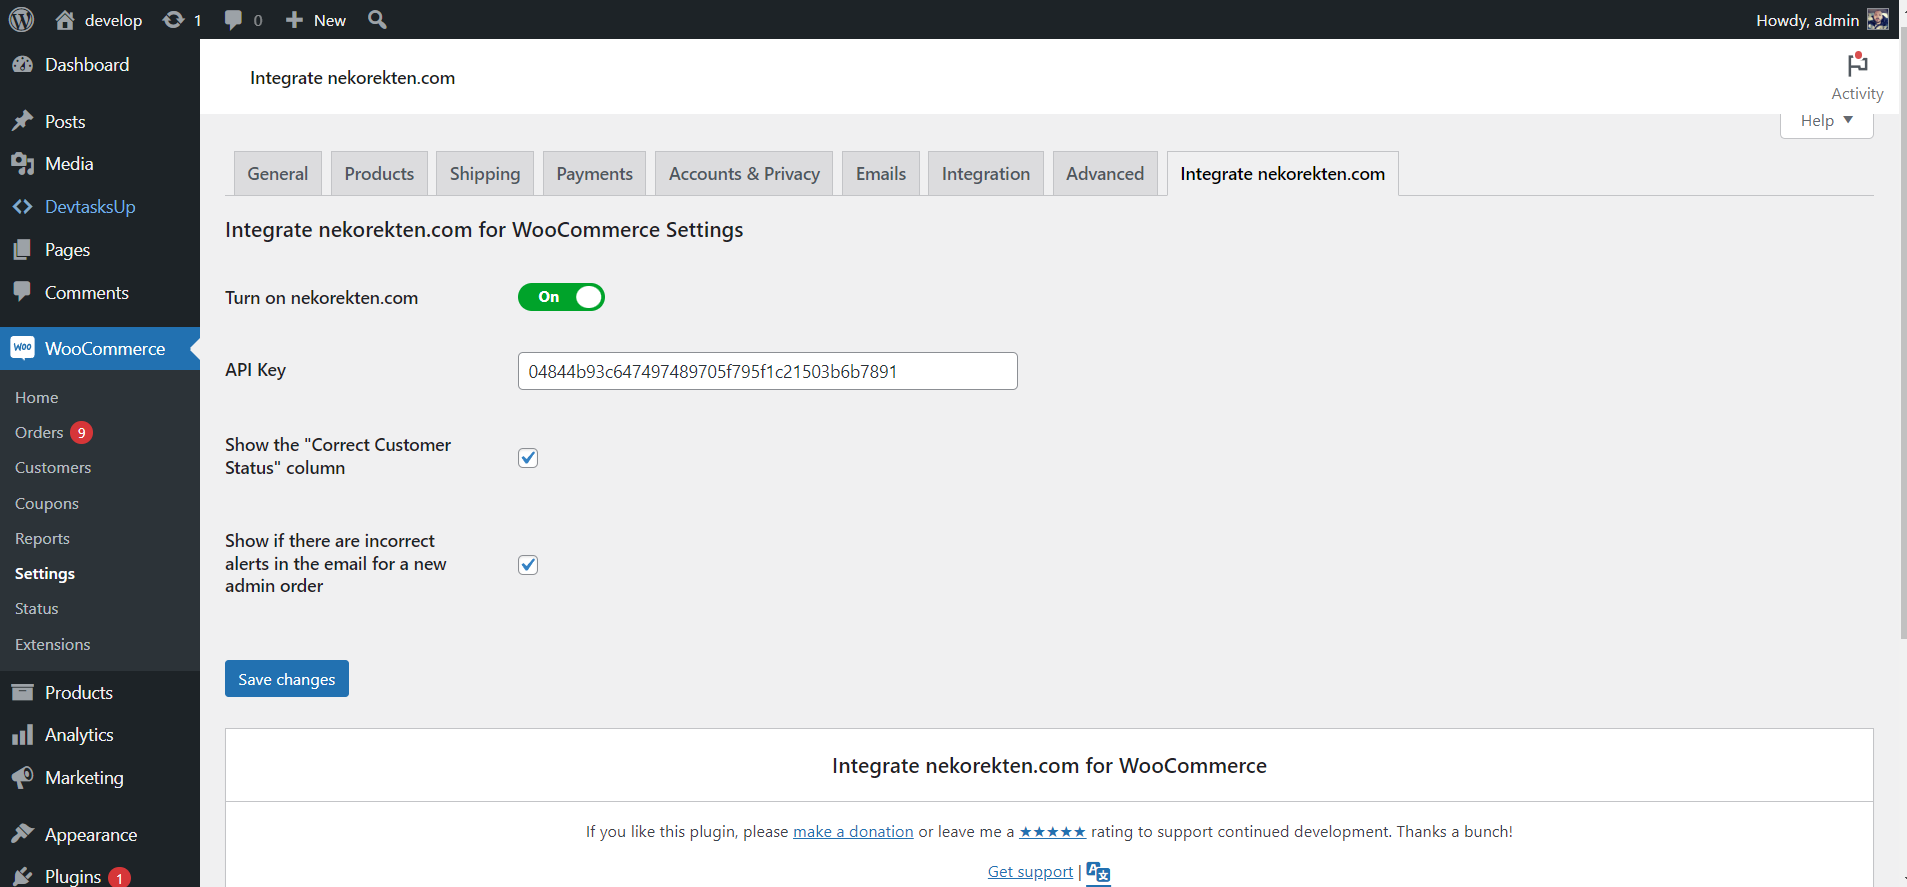 develop 1 0 New Howdy, admin
Dashboard
Posts
Media
DevtasksUp
Pages
Comments
Woo WooCommerce
Home
Orders 9
Customers
Coupons
Reports
Settings
Status
Extensions
Products
Analytics
Marketing
Appearance
Plugins 1
Integrate nekorekten.com
Activity
Help
General Products Shipping Payments Accounts & Privacy Emails Integration Advanced Integrate nekorekten.com
Integrate nekorekten.com for WooCommerce Settings
Turn on nekorekten.com On
API Key 04844b93c647497489705f795f1c21503b6b7891
Show the "Correct Customer
Status" column
Show if there are incorrect
alerts in the email for a new
admin order
Save changes
Integrate nekorekten.com for WooCommerce
If you like this plugin, please make a donation or leave me a ★★★★★ rating to support continued development. Thanks a bunch!
Get support |